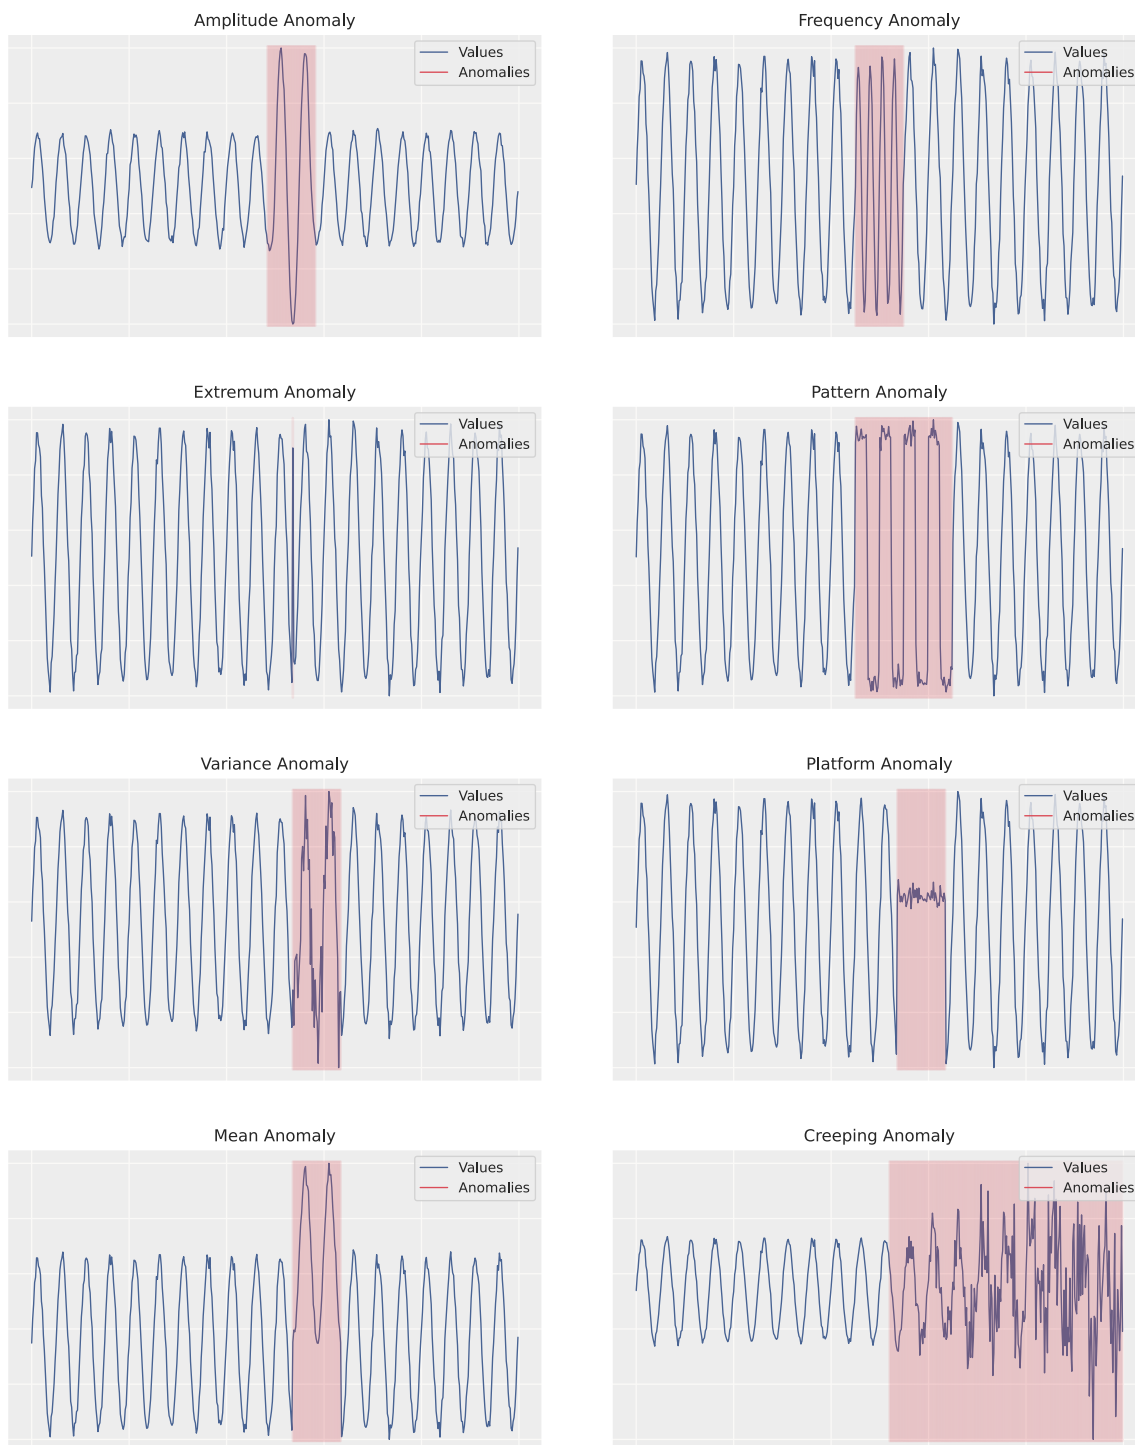 Amplitude Anomaly
Values
Anomalies
Frequency Anomaly
Values
Anomalies
Extremum Anomaly
Values
Anomalies
Pattern Anomaly
Values
Anomalies
Variance Anomaly
Values
Anomalies
Platform Anomaly
Values
Anomalies
Mean Anomaly
Values
Anomalies
Creeping Anomaly
Values
Anomalies